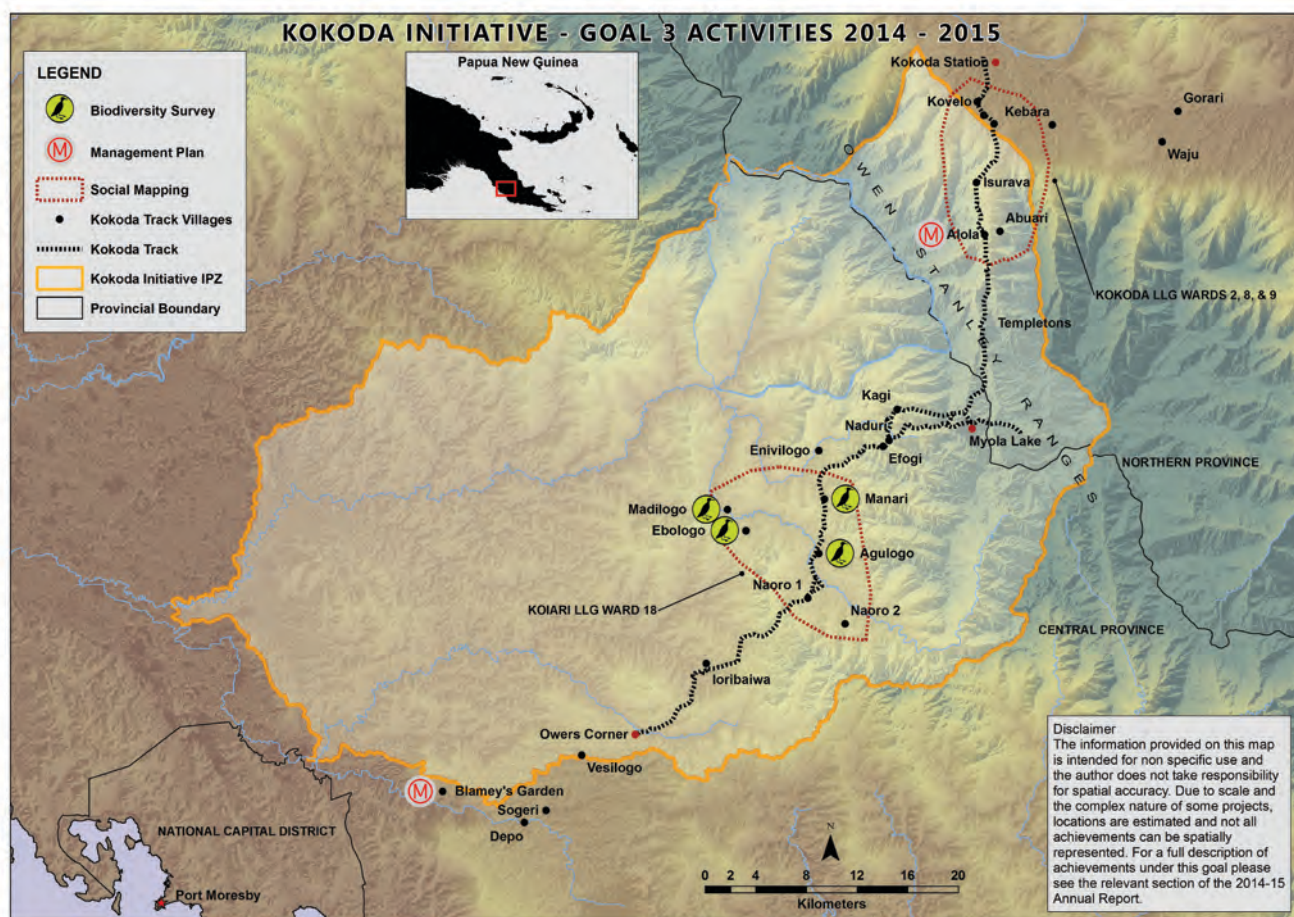 KOKODA INITIATIVE - GOAL 3 ACTIVITIES 2014 - 2015
LEGEND
Biodiversity Survey
M
Management Plan
Social Mapping
Kokoda Track Villages
Kokoda Track
Kokoda Initiative IPZ
Provincial Boundary
Papua New Guinea
Kokoda Station
Kovelo
Kebara
Gorari
Waju
Isurava
Abuari
M
Alola
OWEN STANLEY RANGES
KOKODA LLG WARDS 2, 8, & 9
Templetons
Kagi
Naduri
Myola Lake
Efogi
Enivilogo
NORTHERN PROVINCE
Manari
Madilogo
Ebologo
Agulogo
Naoro 1
KOIARI LLG WARD 18
Naoro 2
CENTRAL PROVINCE
Ioribaiwa
Owers Corner
Vesilogo
M
Blamey's Garden
Sogeri
Depo
NATIONAL CAPITAL DISTRICT
Port Moresby
N
0 2 4 8 12 16 20
Kilometers
Disclaimer
The information provided on this map
is intended for non specific use and
the author does not take responsibility
for spatial accuracy. Due to scale and
the complex nature of some projects,
locations are estimated and not all
achievements can be spatially
represented. For a full description of
achievements under this goal please
see the relevant section of the 2014-15
Annual Report.